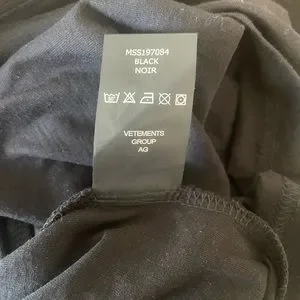 MSS197084
BLACK
NOIR
VETEMENTS
GROUP
AG